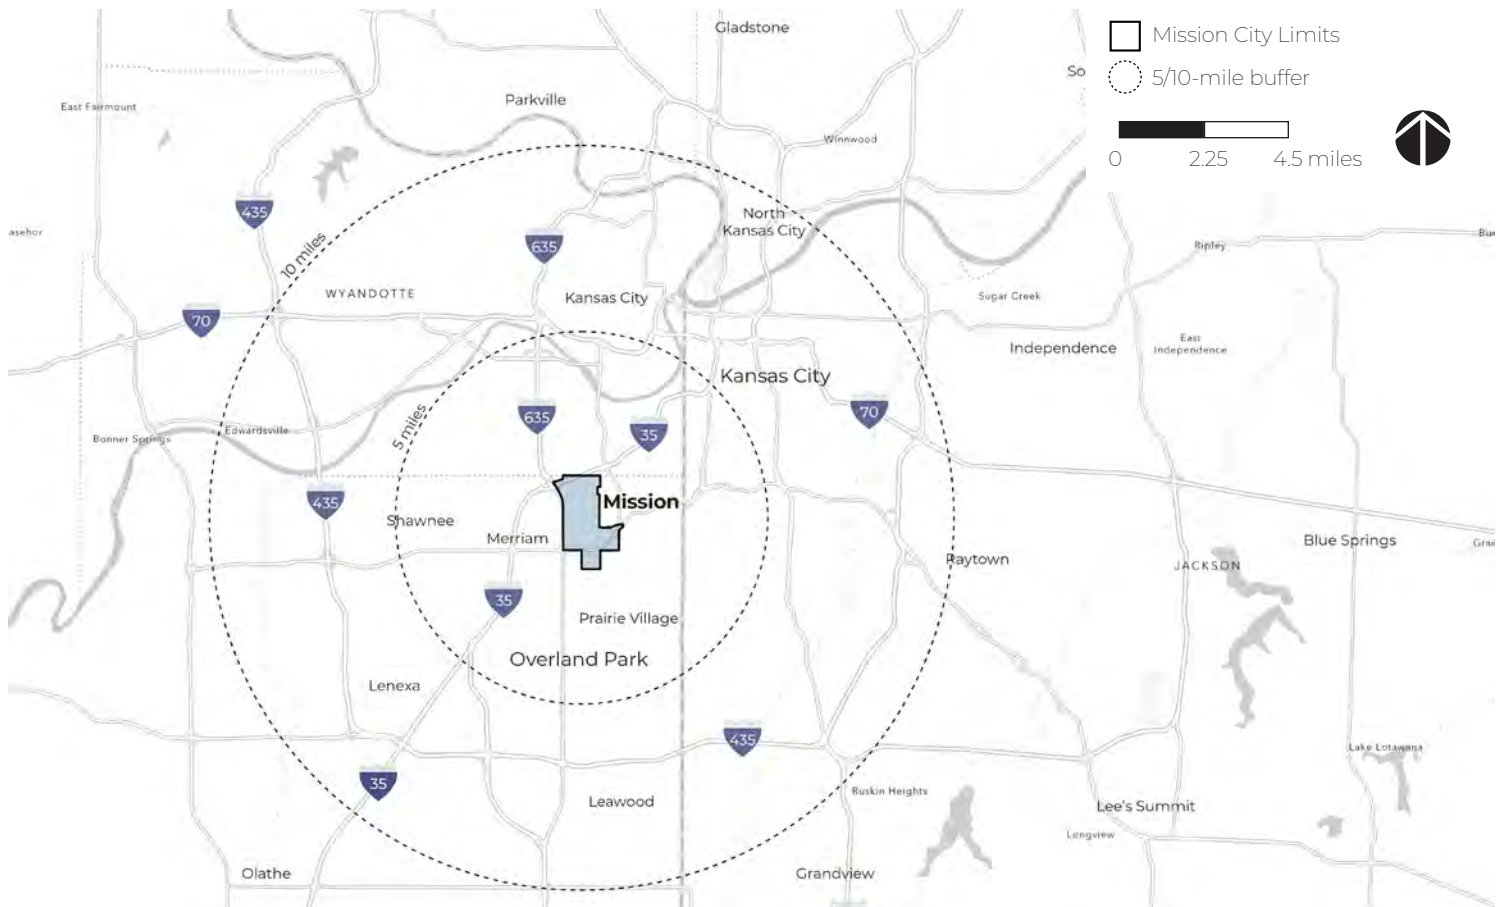 Gladstone
Mission City Limits
5/10-mile buffer
So
0 2.25 4.5 miles
East Fairmount
Parkville
Winnwood
435
10 miles
635
North
Kansas City
asehor
Ripley
Bu
WYANDOTTE
Kansas City
Sugar Creek
70
East
Independence
Independence
Kansas City
70
5 miles
635
35
Bonner Springs
Edwardsville
435
Shawnee
Mission
Merriam
Raytown
Blue Springs
JACKSON
Grai
35
Prairie Village
Overland Park
Lenexa
435
Lake Lotawana
35
Leawood
Ruskin Heights
Lee's Summit
Longview
Olathe
Grandview